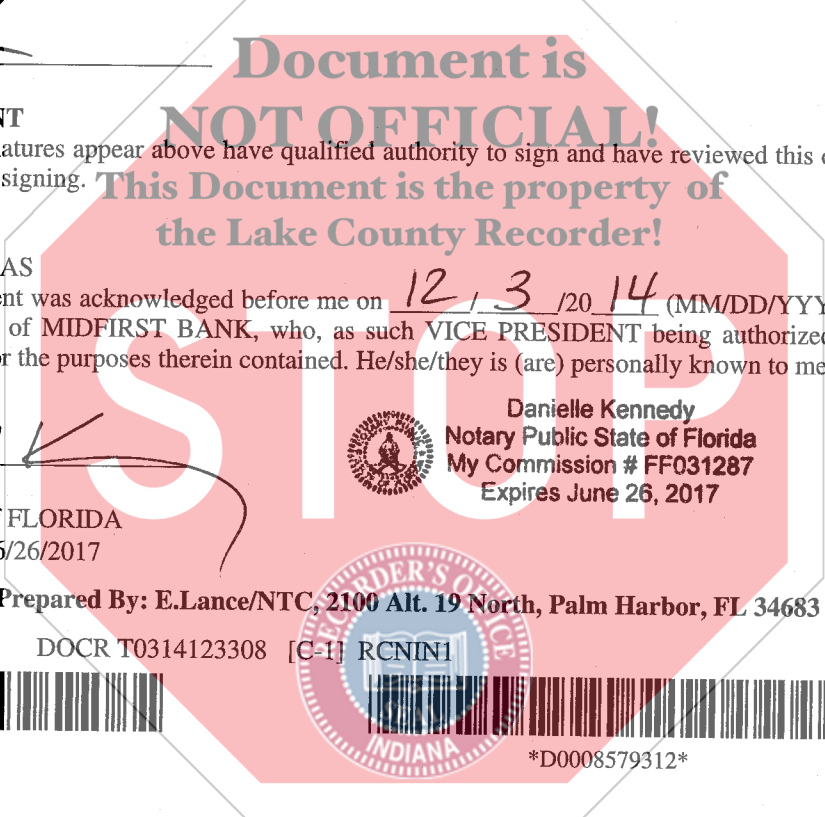 Document is
NOT OFFICIAL!
NT
atures appear above have qualified authority to sign and have reviewed this
signing.
This Document is the property of
the Lake County Recorder!
AS
ent was acknowledged before me on 12 / 3 /20 14 (MM/DD/YYY
of MIDFIRST BANK, who, as such VICE PRESIDENT being authorized
r the purposes therein contained. He/she/they is (are) personally known to me
STOP
Danielle Kennedy
Notary Public State of Florida
My Commission # FF031287
Expires June 26, 2017
FLORIDA
6/26/2017
Prepared By: E.Lance/NTC, 2100 Alt. 19 North, Palm Harbor, FL 34683
DOCR T0314123308 [C-1] RCNIN1
RECORDER'S OFFICE
SEAL
INDIANA
*D0008579312*